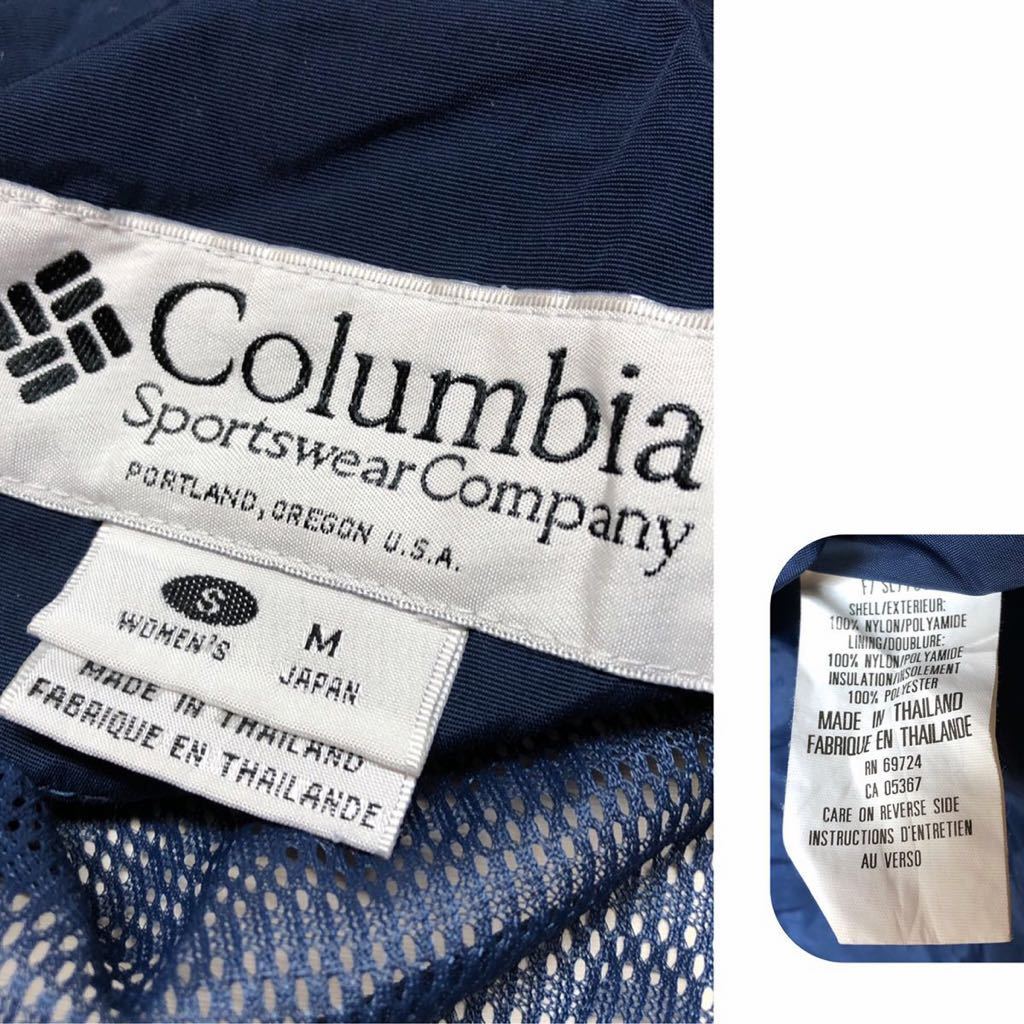 Columbia
Sportswear Company
PORTLAND, OREGON U.S.A.
S
WOMEN'S
M
JAPAN
MADE IN THAILAND
FABRIQUE EN THAILANDE
SHELL/EXTERIEUR:
100% NYLON/POLYAMIDE
LINING/DOUBLURE:
100% NYLON/POLYAMIDE
INSULATION/INSOLEMENT
100% POLYESTER
MADE IN THAILAND
FABRIQUE EN THAILANDE
RN 69724
CA 05367
CARE ON REVERSE SIDE
INSTRUCTIONS D'ENTRETIEN
AU VERSO